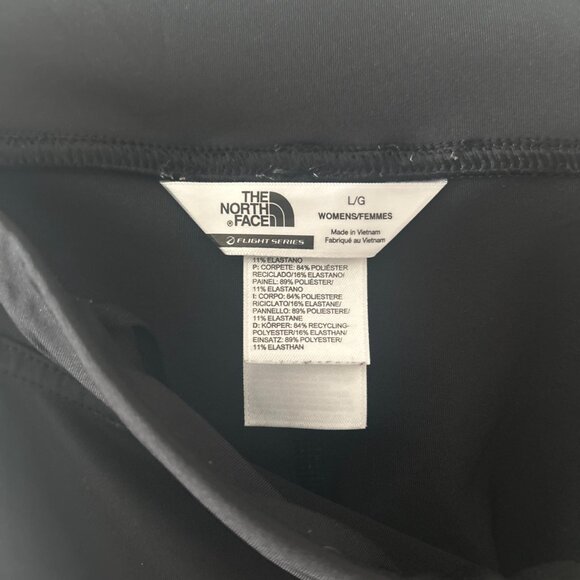 THE
NORTH
FACE
®
FLIGHT SERIES
L/G
WOMENS/FEMMES
Made in Vietnam
Fabriqué au Vietnam
11% ELASTANO
P: CORPETE: 84% POLIÉSTER
RECICLADO/16% ELASTANO/
PAINEL: 89% POLIÉSTER/
11% ELASTANO
I: CORPO: 84% POLIESTERE
RICICLATO/16% ELASTANE/
PANNELLO: 89% POLIESTERE/
11% ELASTANE
D: KÖRPER: 84% RECYCLING-
POLYESTER/16% ELASTHAN/
EINSATZ: 89% POLYESTER/
11% ELASTHAN